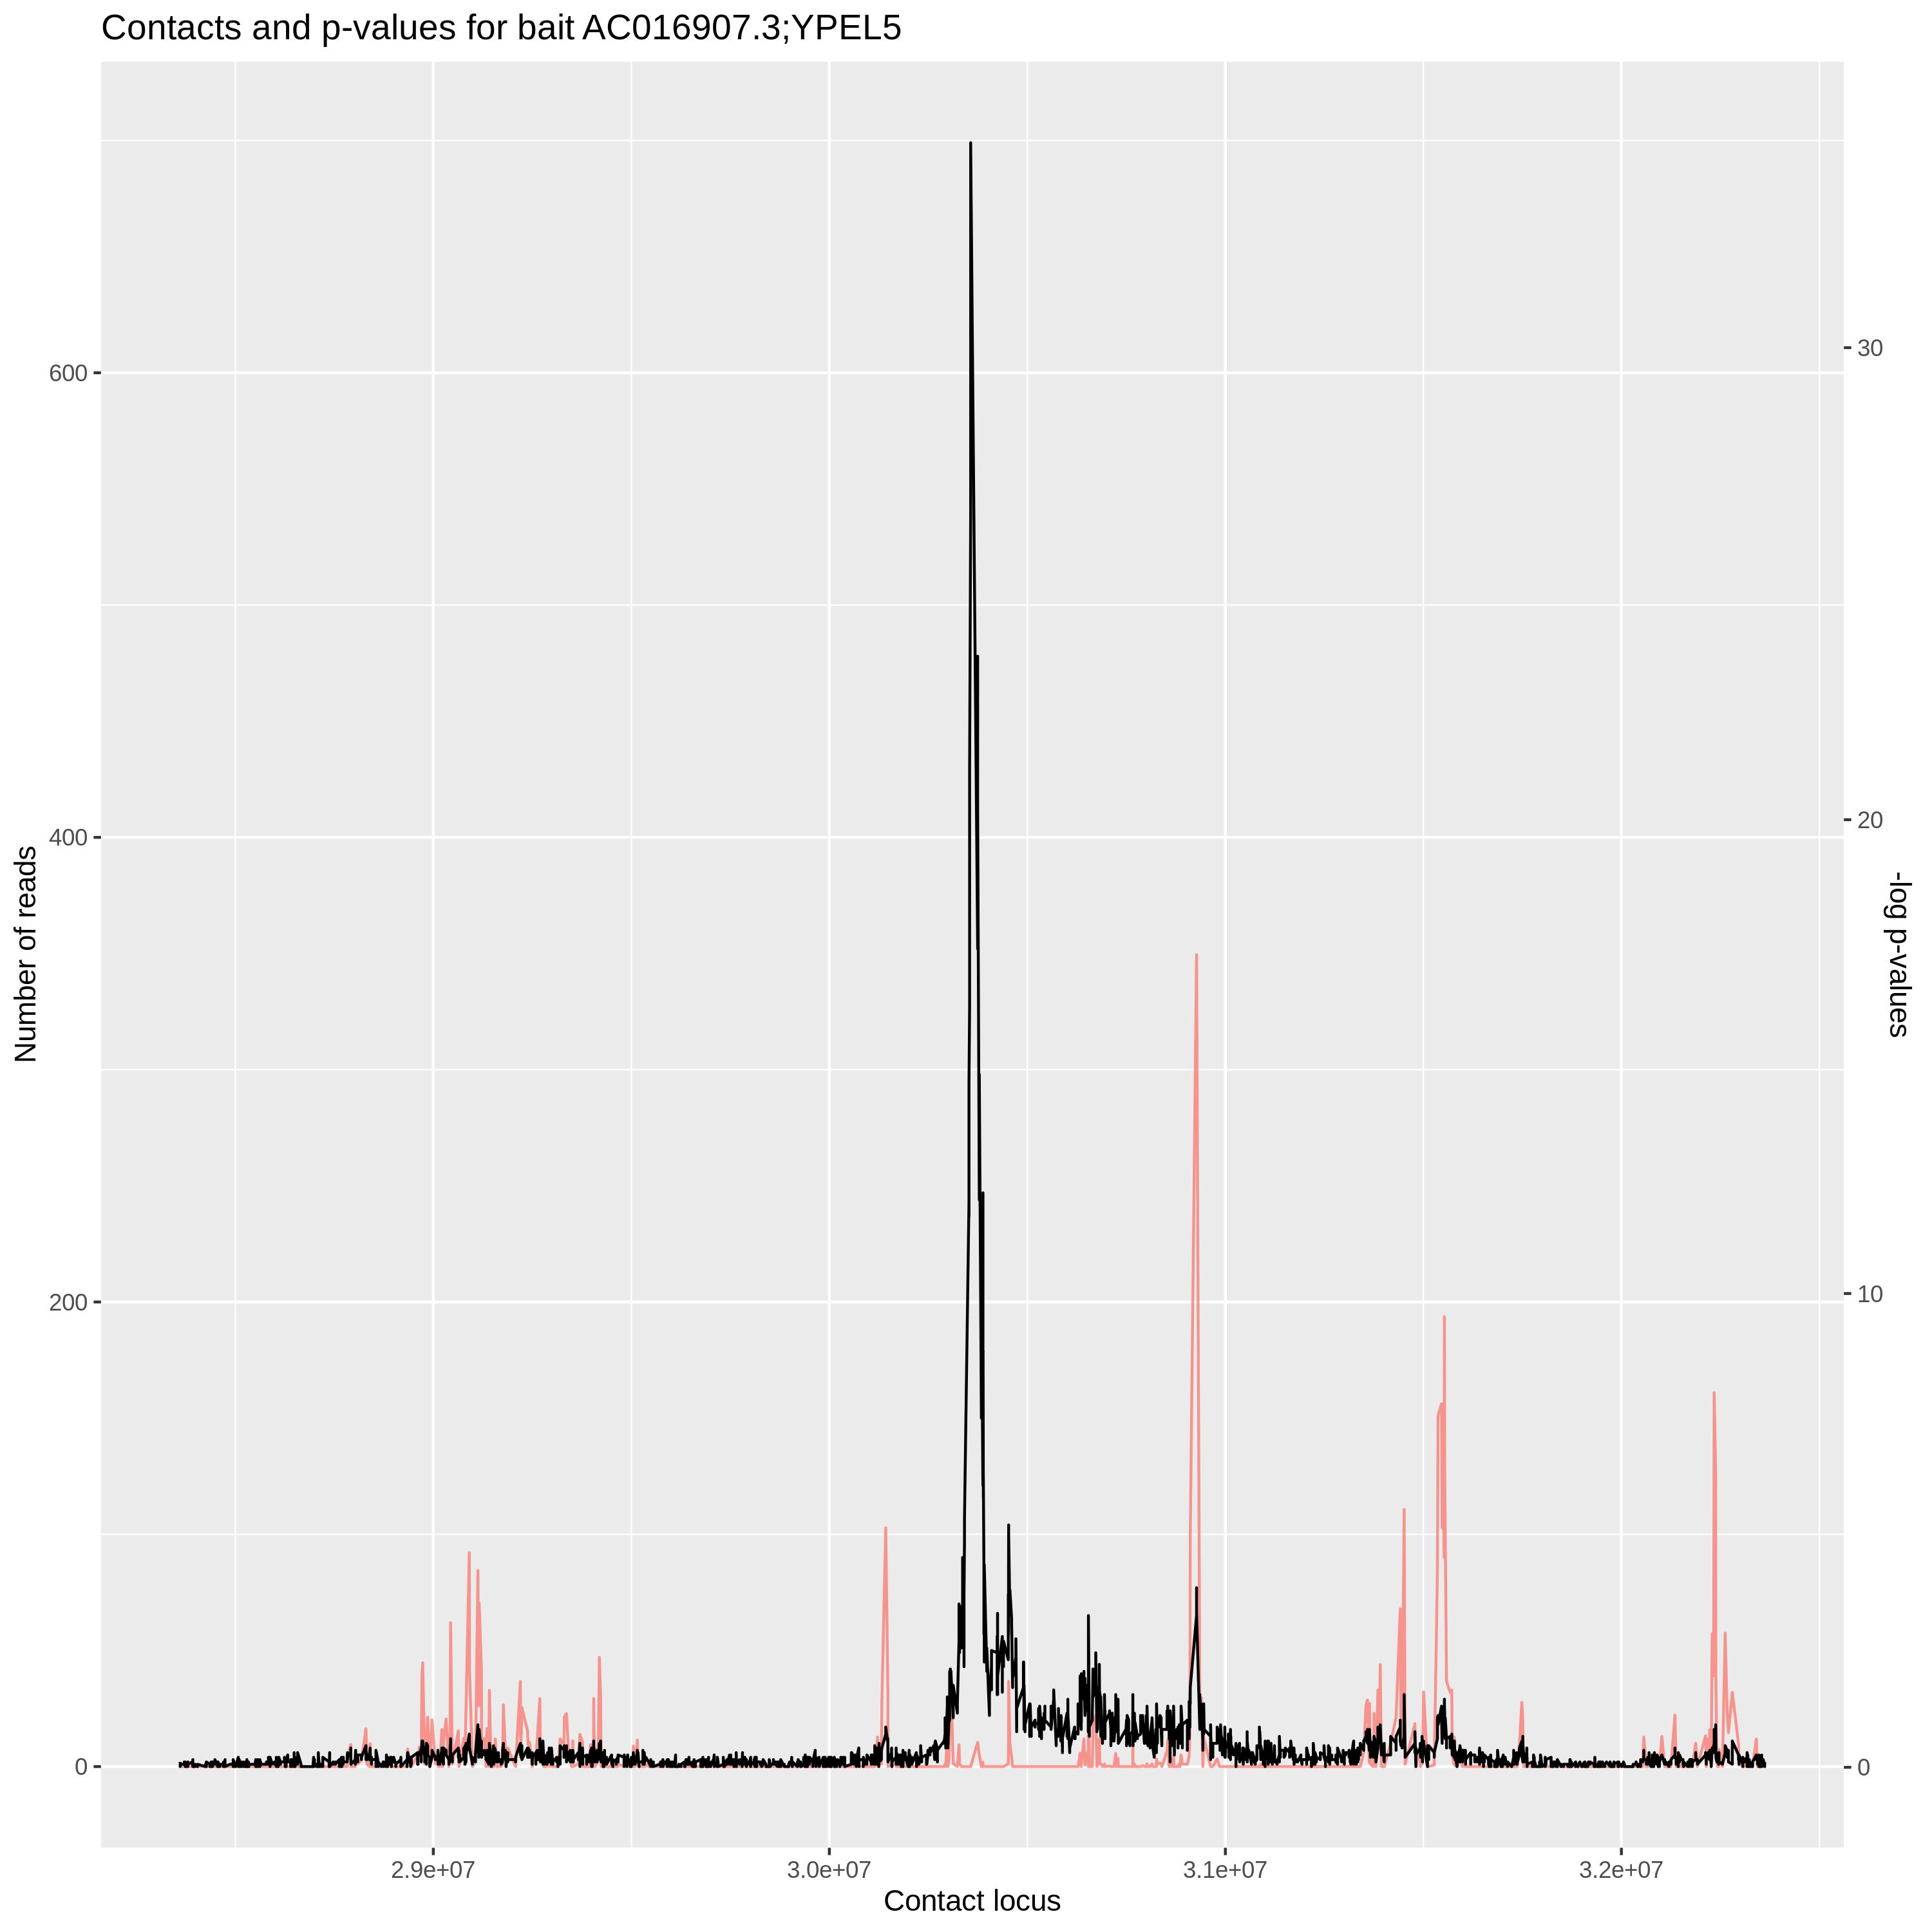 Contacts and p-values for bait AC016907.3;YPEL5
600
400
200
0
Number of reads
30
20
10
0
-log p-values
2.9e+07 3.0e+07 3.1e+07 3.2e+07
Contact locus